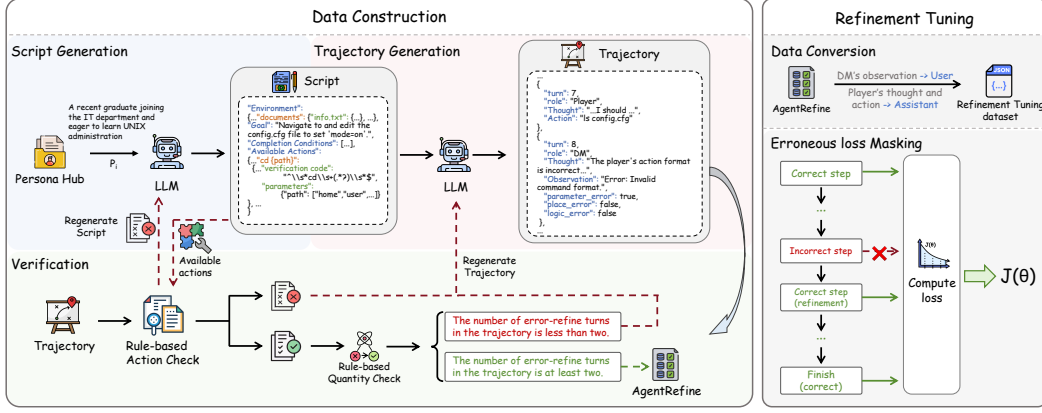 Data Construction
Script Generation
Trajectory Generation
A recent graduate joining
the IT department and
eager to learn UNIX
administration
Persona Hub
P_i
LLM
Script
"Environment":
{..."documents": {"info.txt": {...}, ...},
"Goal": "Navigate to and edit the
config.cfg file to set 'mode=on'.",
"Completion Conditions": [...],
"Available Actions":
{..."cd {path}":
{..."verification code":
"^\\s*cd\\s+(.*?)\\s*$",
"parameters":
{"path": ["home","user",...]}
}, ...
}
LLM
Trajectory
...
{
"turn": 7,
"role": "Player",
"Thought": "...I should ...",
"Action": "ls config.cfg"
},
{
"turn": 8,
"role": "DM",
"Thought": "The player's action format
is incorrect...",
"Observation": "Error: Invalid
command format.",
"parameter_error": true,
"place_error": false,
"logic_error": false
},
...
Regenerate
Script
Available
actions
Regenerate
Trajectory
Verification
Trajectory
Rule-based
Action Check
Rule-based
Quantity Check
The number of error-refine turns
in the trajectory is less than two.
The number of error-refine turns
in the trajectory is at least two.
AgentRefine
Refinement Tuning
Data Conversion
AgentRefine
DM's observation -> User
Player's thought and
action -> Assistant
JSON
{...}
Refinement Tuning
dataset
Erroneous loss Masking
Correct step
...
Incorrect step
Correct step
(refinement)
...
...
Finish
(correct)
J(θ)
Compute
loss
J(θ)